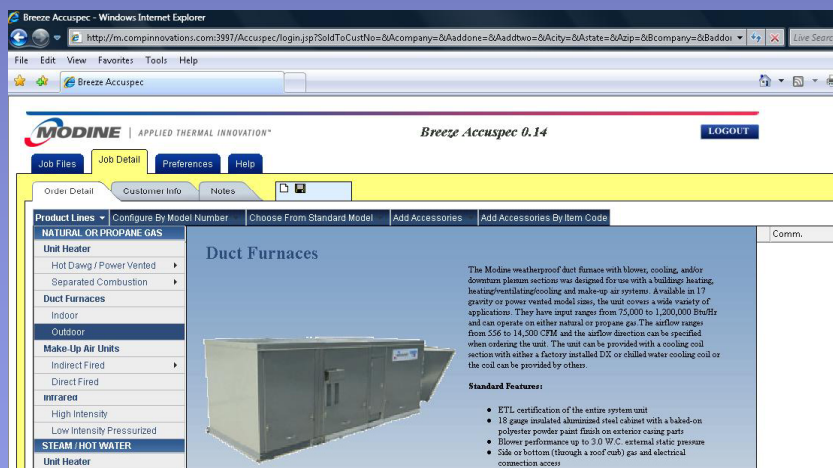 Breeze Accuspec - Windows Internet Explorer
http://m.compinnovations.com:3997/Accuspec/login.jsp?SoldToCustNo=&Acompany=&Aaddone=&Aaddtwo=&Acity=&Astate=&Azip=&Bcompany=&Baddor
Live Searc
File Edit View Favorites Tools Help
Breeze Accuspec
MODINE | APPLIED THERMAL INNOVATION
Breeze Accuspec 0.14
LOGOUT
Job Files Job Detail Preferences Help
Order Detail Customer Info Notes
Product Lines Configure By Model Number Choose From Standard Model Add Accessories Add Accessories By Item Code
Comm.
NATURAL OR PROPANE GAS
Unit Heater
Hot Dawg / Power Vented
Separated Combustion
Duct Furnaces
Indoor
Outdoor
Make-Up Air Units
Indirect Fired
Direct Fired
Infrared
High Intensity
Low Intensity Pressurized
STEAM / HOT WATER
Unit Heater
Duct Furnaces
The Modine weatherproof duct furnace with blower, cooling, and/or
downturn plenum sections was designed for use with a buildings heating,
heating/ventilating/cooling and make-up air systems. Available in 17
gravity or power vented model sizes, the unit covers a wide variety of
applications. They have input ranges from 75,000 to 1,200,000 Btu/Hr
and can operate on either natural or propane gas.The airflow ranges
from 556 to 14,500 CFM and the airflow direction can be specified
when ordering the unit. The unit can be provided with a cooling coil
section with either a factory installed DX or chilled water cooling coil or
the coil can be provided by others.
Standard Features:
ETL certification of the entire system unit
18 gauge insulated aluminized steel cabinet with a baked-on
polyester powder paint finish on exterior casing parts
Blower performance up to 3.0 W.C. external static pressure
Side or bottom (through a roof curb) gas and electrical
connection access